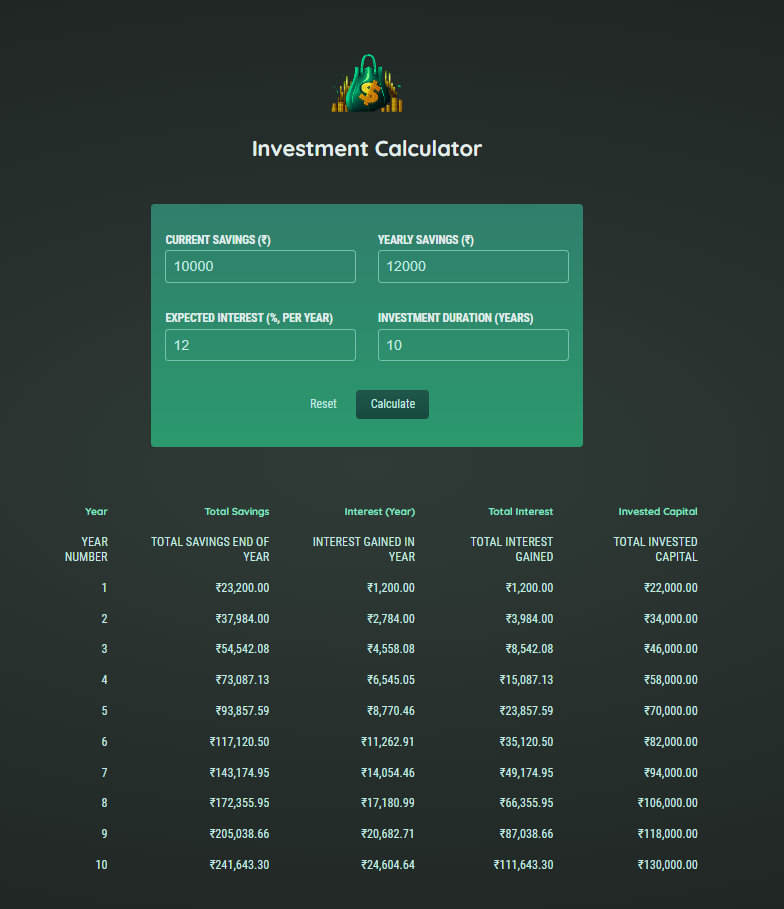 $
Investment Calculator
CURRENT SAVINGS (₹) YEARLY SAVINGS (₹)
10000 12000
EXPECTED INTEREST (%, PER YEAR) INVESTMENT DURATION (YEARS)
12 10
Reset Calculate
Year Total Savings Interest (Year) Total Interest Invested Capital
YEAR TOTAL SAVINGS END OF INTEREST GAINED IN TOTAL INTEREST TOTAL INVESTED
NUMBER YEAR YEAR GAINED CAPITAL
1 ₹23,200.00 ₹1,200.00 ₹1,200.00 ₹22,000.00
2 ₹37,984.00 ₹2,784.00 ₹3,984.00 ₹34,000.00
3 ₹54,542.08 ₹4,558.08 ₹8,542.08 ₹46,000.00
4 ₹73,087.13 ₹6,545.05 ₹15,087.13 ₹58,000.00
5 ₹93,857.59 ₹8,770.46 ₹23,857.59 ₹70,000.00
6 ₹117,120.50 ₹11,262.91 ₹35,120.50 ₹82,000.00
7 ₹143,174.95 ₹14,054.46 ₹49,174.95 ₹94,000.00
8 ₹172,355.95 ₹17,180.99 ₹66,355.95 ₹106,000.00
9 ₹205,038.66 ₹20,682.71 ₹87,038.66 ₹118,000.00
10 ₹241,643.30 ₹24,604.64 ₹111,643.30 ₹130,000.00